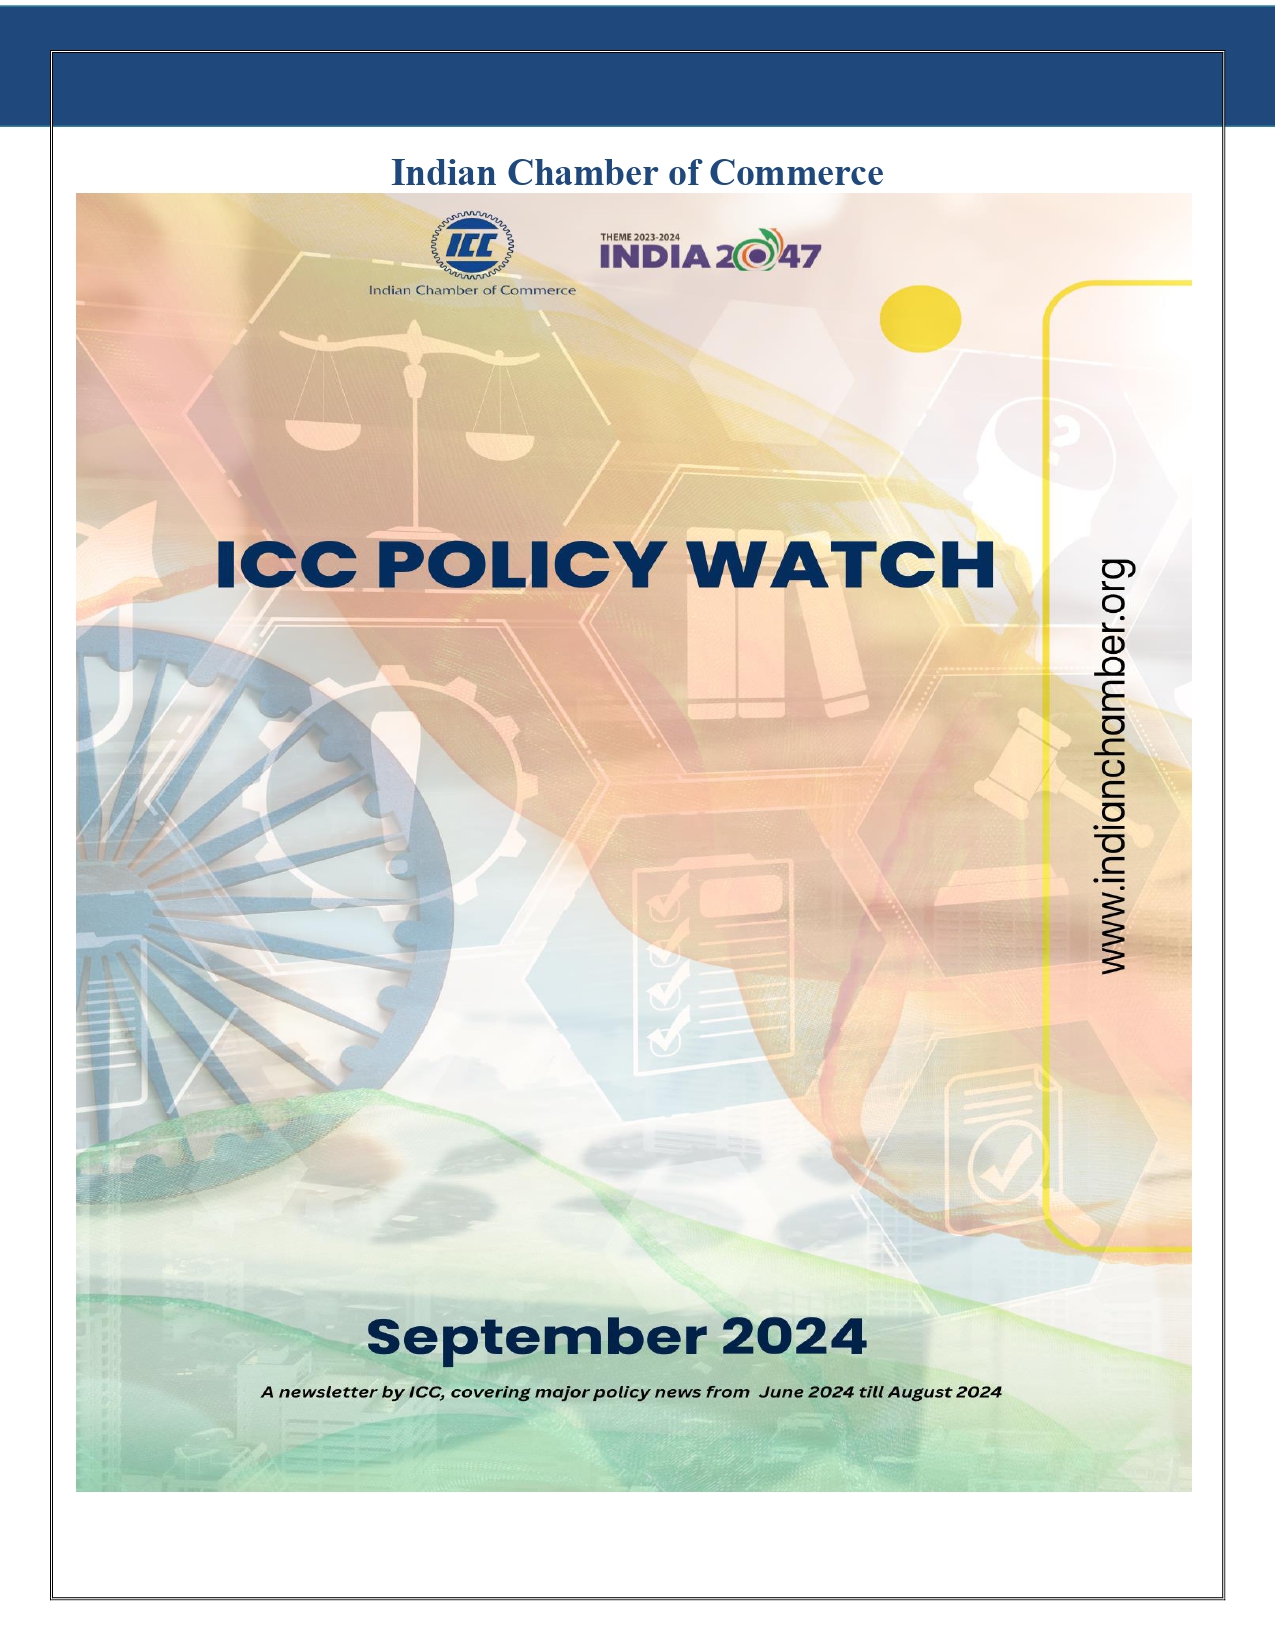 Indian Chamber of Commerce
ICC
Indian Chamber of Commerce
THEME 2023-2024
INDIA 2047
ICC POLICY WATCH
www.indianchamber.org
September 2024
A newsletter by ICC, covering major policy news from June 2024 till August 2024